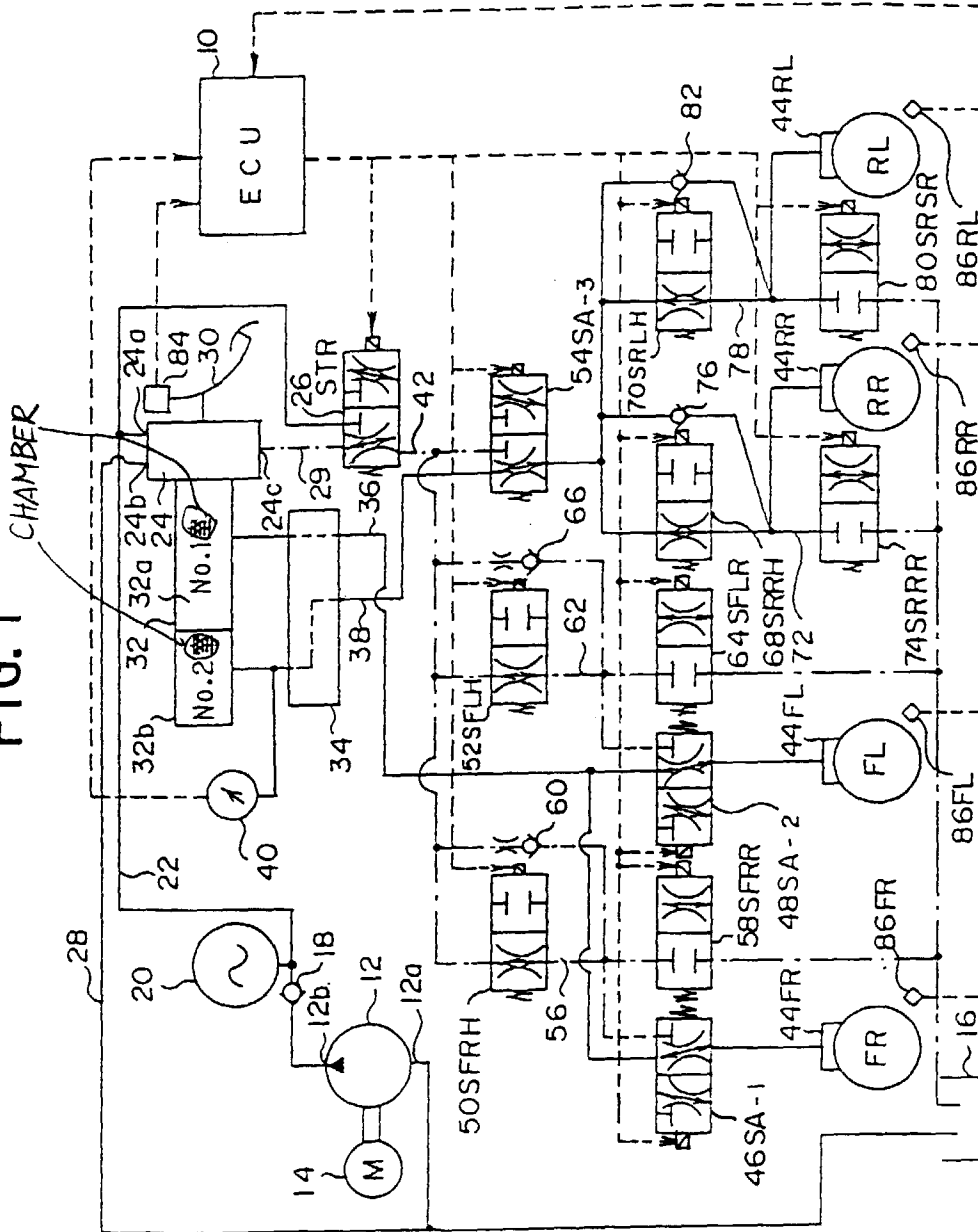 FIG. 1
CHAMBER
28
22
20
18
12b
12
12a
14
M
40
32b
32
32a
No.2
No.1
24
24b
24a
24c
84
30
10
ECU
29
26
STR
34
36
38
42
50SFRH
60
52SFLH
66
62
54SA-3
56
46SA-1
58SFRR
48SA-2
64SFLR
68SRRH
72
76
70SRLH
78
82
44FR
FR
86FR
44FL
FL
86FL
74SRRR
44RR
RR
86RR
80SRSR
44RL
RL
86RL
16